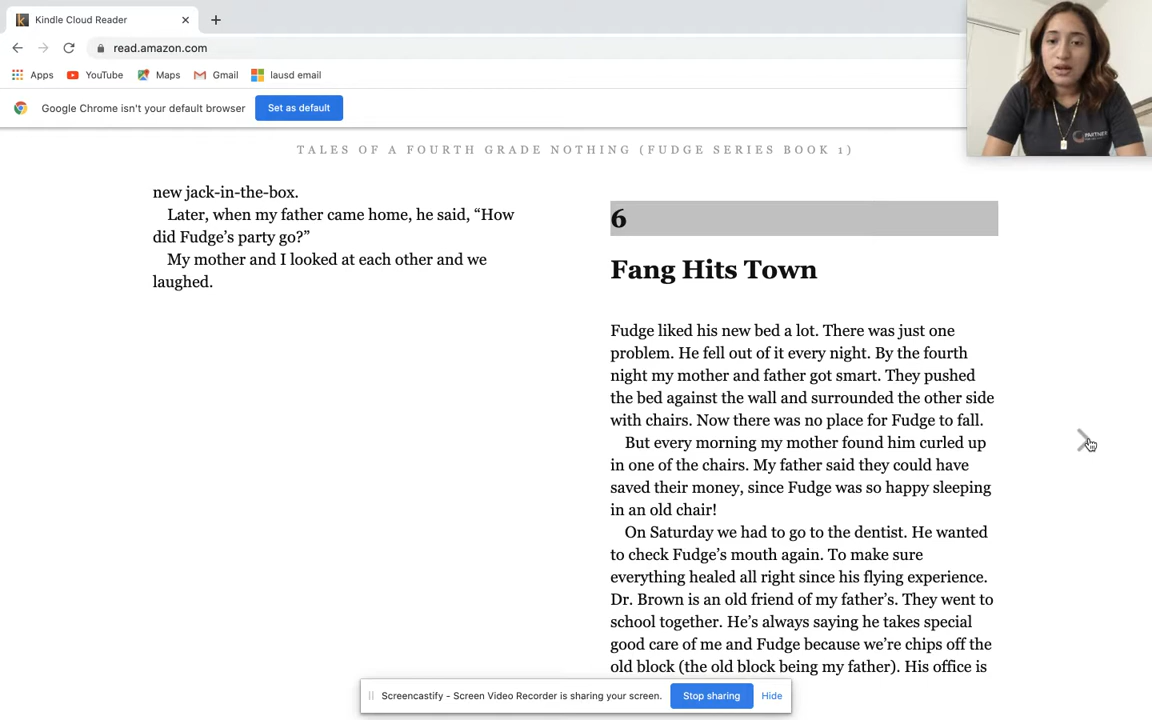 Kindle Cloud Reader
read.amazon.com
Apps
YouTube
Maps
Gmail
lausd email
Google Chrome isn't your default browser
Set as default
TALES OF A FOURTH GRADE NOTHING (FUDGE SERIES BOOK 1)
new jack-in-the-box.
Later, when my father came home, he said, “How
did Fudge’s party go?”
My mother and I looked at each other and we
laughed.
6
Fang Hits Town
Fudge liked his new bed a lot. There was just one
problem. He fell out of it every night. By the fourth
night my mother and father got smart. They pushed
the bed against the wall and surrounded the other side
with chairs. Now there was no place for Fudge to fall.
But every morning my mother found him curled up
in one of the chairs. My father said they could have
saved their money, since Fudge was so happy sleeping
in an old chair!
On Saturday we had to go to the dentist. He wanted
to check Fudge’s mouth again. To make sure
everything healed all right since his flying experience.
Dr. Brown is an old friend of my father’s. They went to
school together. He’s always saying he takes special
good care of me and Fudge because we’re chips off the
old block (the old block being my father). His office is
Screencastify - Screen Video Recorder is sharing your screen.
Stop sharing
Hide